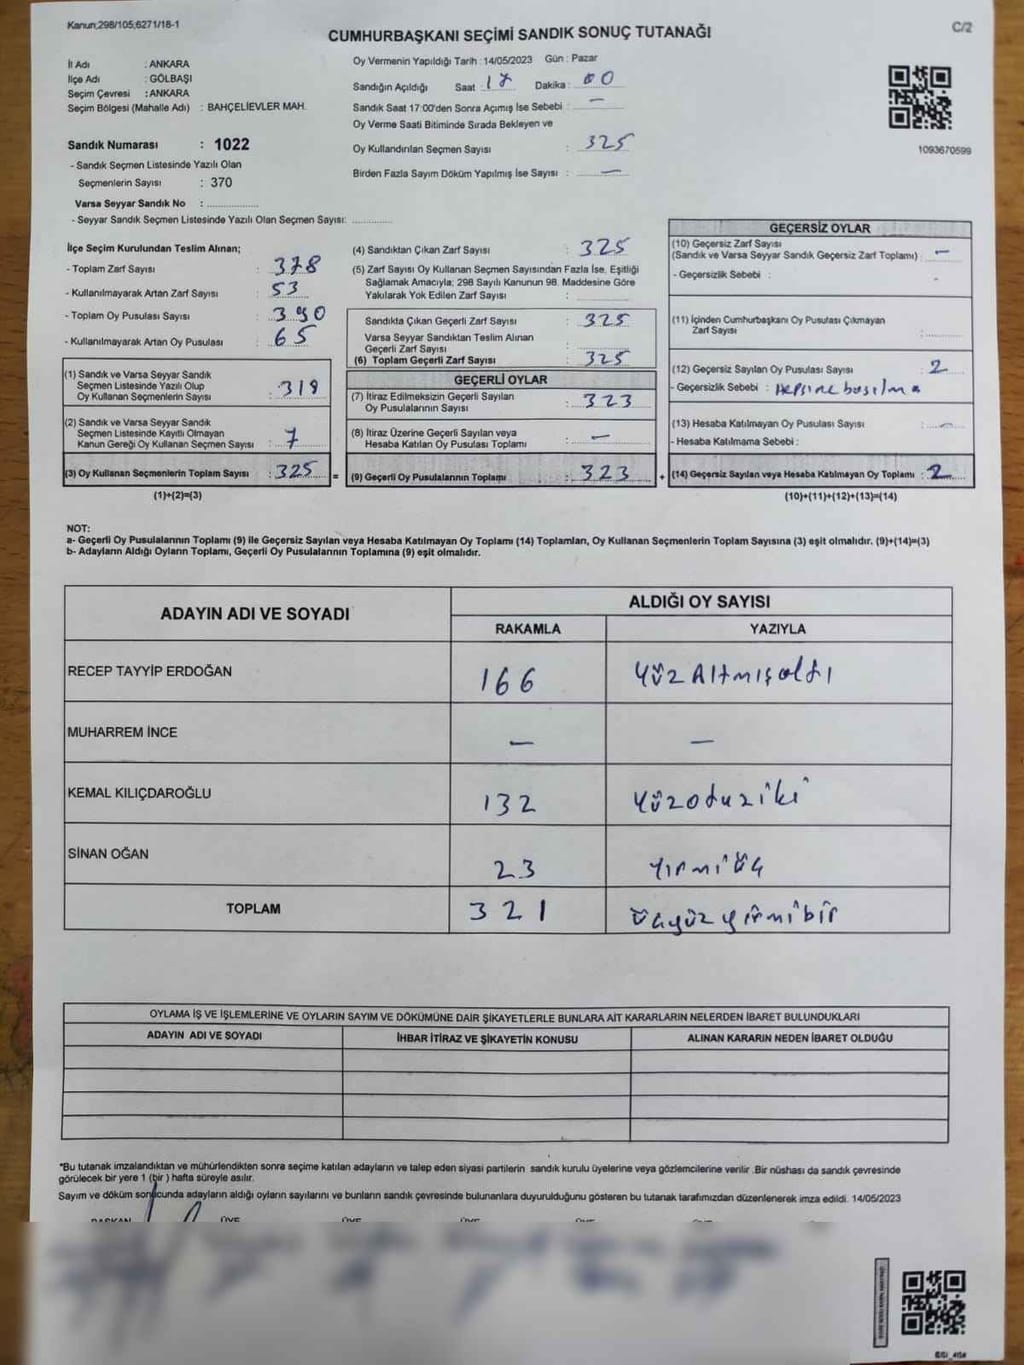 Kanun;298/105;6271/18-1
C/2
CUMHURBAŞKANI SEÇİMİ SANDIK SONUÇ TUTANAĞI
İl Adı : ANKARA
İlçe Adı : GÖLBAŞI
Seçim Çevresi : ANKARA
Seçim Bölgesi (Mahalle Adı) : BAHÇELİEVLER MAH.
Sandık Numarası : 1022
- Sandık Seçmen Listesinde Yazılı Olan
Seçmenlerin Sayısı : 370
Varsa Seyyar Sandık No :
- Seyyar Sandık Seçmen Listesinde Yazılı Olan Seçmen Sayısı:
Oy Vermenin Yapıldığı Tarih : 14/05/2023 Gün : Pazar
Sandığın Açıldığı Saat : 17 Dakika : 00
Sandık Saat 17:00'den Sonra Açımış İse Sebebi : —
Oy Verme Saati Bitiminde Sırada Bekleyen ve
Oy Kullandırılan Seçmen Sayısı : 325
Birden Fazla Sayım Döküm Yapılmış İse Sayısı : —
1093670599
İlçe Seçim Kurulundan Teslim Alınan;
- Toplam Zarf Sayısı : 378
- Kullanılmayarak Artan Zarf Sayısı : 53
- Toplam Oy Pusulası Sayısı : 390
- Kullanılmayarak Artan Oy Pusulası : 65
(1) Sandık ve Varsa Seyyar Sandık
Seçmen Listesinde Yazılı Olup
Oy Kullanan Seçmenlerin Sayısı : 318
(2) Sandık ve Varsa Seyyar Sandık
Seçmen Listesinde Kayıtlı Olmayan
Kanun Gereği Oy Kullanan Seçmen Sayısı : 7
(3) Oy Kullanan Seçmenlerin Toplam Sayısı : 325 =
(1)+(2)=(3)
(4) Sandıktan Çıkan Zarf Sayısı : 325
(5) Zarf Sayısı Oy Kullanan Seçmen Sayısından Fazla İse, Eşitliği
Sağlamak Amacıyla; 298 Sayılı Kanunun 98. Maddesine Göre
Yakılarak Yok Edilen Zarf Sayısı :
Sandıkta Çıkan Geçerli Zarf Sayısı : 325
Varsa Seyyar Sandıktan Teslim Alınan
Geçerli Zarf Sayısı :
(6) Toplam Geçerli Zarf Sayısı : 325
GEÇERLİ OYLAR
(7) İtiraz Edilmeksizin Geçerli Sayılan
Oy Pusulalarının Sayısı : 323
(8) İtiraz Üzerine Geçerli Sayılan veya
Hesaba Katılan Oy Pusulası Toplamı : —
(9) Geçerli Oy Pusulalarının Toplamı : 323 +
GEÇERSİZ OYLAR
(10) Geçersiz Zarf Sayısı
(Sandık ve Varsa Seyyar Sandık Geçersiz Zarf Toplamı) : —
- Geçersizlik Sebebi : -
(11) İçinden Cumhurbaşkanı Oy Pusulası Çıkmayan
Zarf Sayısı :
(12) Geçersiz Sayılan Oy Pusulası Sayısı : 2
- Geçersizlik Sebebi : Hepsine basılma
(13) Hesaba Katılmayan Oy Pusulası Sayısı : —
- Hesaba Katılmama Sebebi :
(14) Geçersiz Sayılan veya Hesaba Katılmayan Oy Toplamı : 2
(10)+(11)+(12)+(13)=(14)
NOT:
a- Geçerli Oy Pusulalarının Toplamı (9) ile Geçersiz Sayılan veya Hesaba Katılmayan Oy Toplamı (14) Toplamları, Oy Kullanan Seçmenlerin Toplam Sayısına (3) eşit olmalıdır. (9)+(14)=(3)
b- Adayların Aldığı Oyların Toplamı, Geçerli Oy Pusulalarının Toplamına (9) eşit olmalıdır.
ADAYIN ADI VE SOYADI ALDIĞI OY SAYISI
RAKAMLA YAZIYLA
RECEP TAYYİP ERDOĞAN 166 Yüz Altmışaltı
MUHARREM İNCE — —
KEMAL KILIÇDAROĞLU 132 Yüzotuziki
SİNAN OĞAN 23 Yirmiüç
TOPLAM 321 üçyüzyirmibir
OYLAMA İŞ VE İŞLEMLERİNE VE OYLARIN SAYIM VE DÖKÜMÜNE DAİR ŞİKAYETLERLE BUNLARA AİT KARARLARIN NELERDEN İBARET BULUNDUKLARI
ADAYIN ADI VE SOYADI İHBAR İTİRAZ VE ŞİKAYETİN KONUSU ALINAN KARARIN NEDEN İBARET OLDUĞU
*Bu tutanak imzalandıktan ve mühürlendikten sonra seçime katılan adayların ve talep eden siyasi partilerin sandık kurulu üyelerine veya gözlemcilerine verilir .Bir nüshası da sandık çevresinde
görülecek bir yere 1 (bir ) hafta süreyle asılır.
Sayım ve döküm sonucunda adayların aldığı oyların sayılarını ve bunların sandık çevresinde bulunanlara duyurulduğunu gösteren bu tutanak tarafımızdan düzenlenerek imza edildi. 14/05/2023
BAŞKAN ÜYE ÜYE ÜYE ÜYE ÜYE